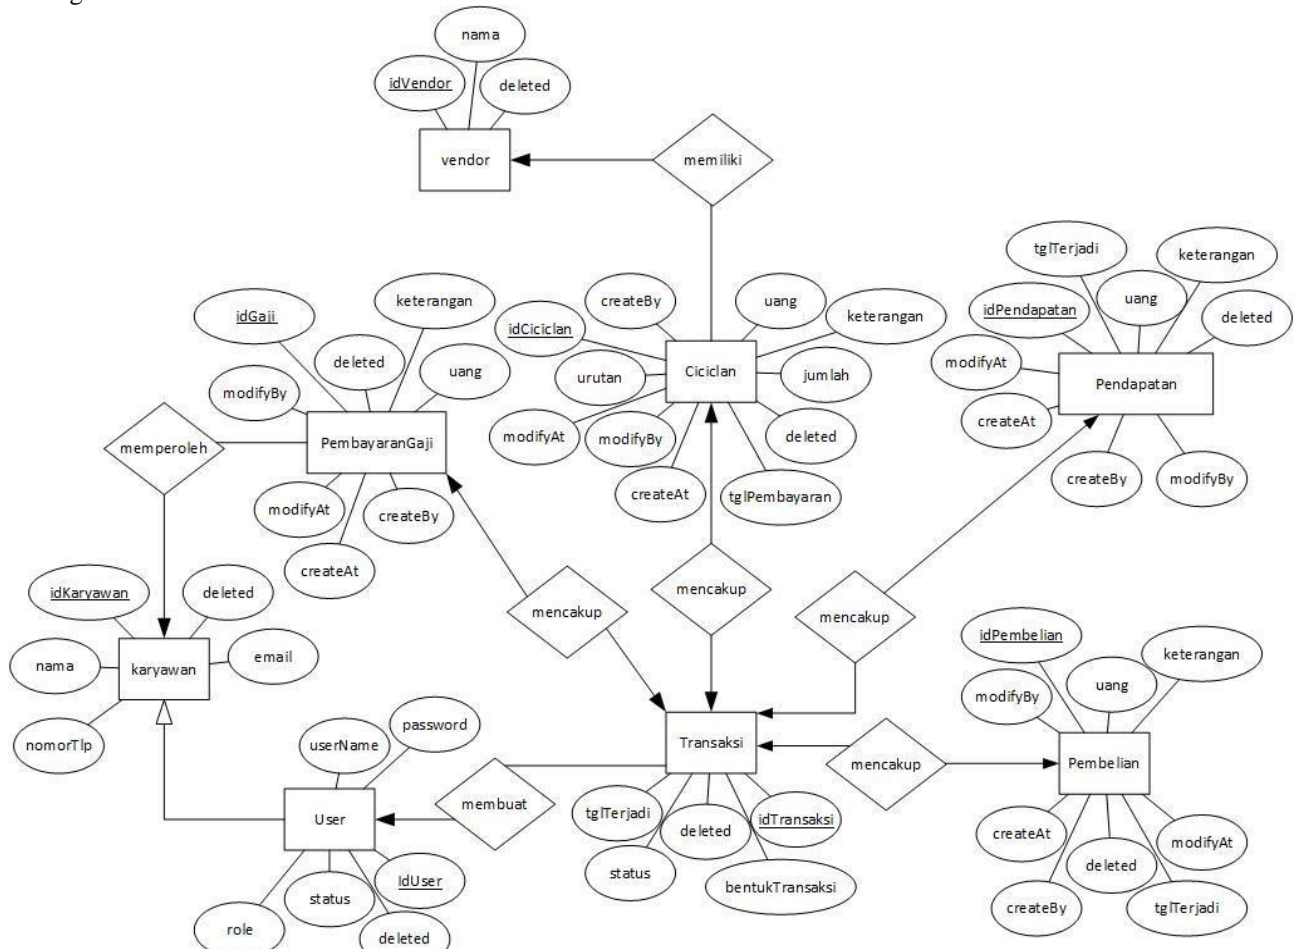 nama
idVendor
deleted
vendor
memiliki
tglTerjadi
keterangan
idPendapatan
uang
deleted
modifyAt
Pendapatan
createAt
createBy
modifyBy
createBy
uang
idCiciclan
keterangan
urutan
Ciciclan
jumlah
modifyAt
modifyBy
deleted
createAt
tglPembayaran
idGaji
keterangan
deleted
uang
modifyBy
memperoleh
PembayaranGaji
modifyAt
createBy
createAt
idKaryawan
deleted
nama
karyawan
email
nomorTlp
mencakup
mencakup
mencakup
idPembelian
keterangan
modifyBy
uang
Transaksi
mencakup
Pembelian
userName
password
User
membuat
tglTerjadi
deleted
idTransaksi
status
bentukTransaksi
createAt
deleted
modifyAt
createBy
tglTerjadi
IdUser
status
role
deleted